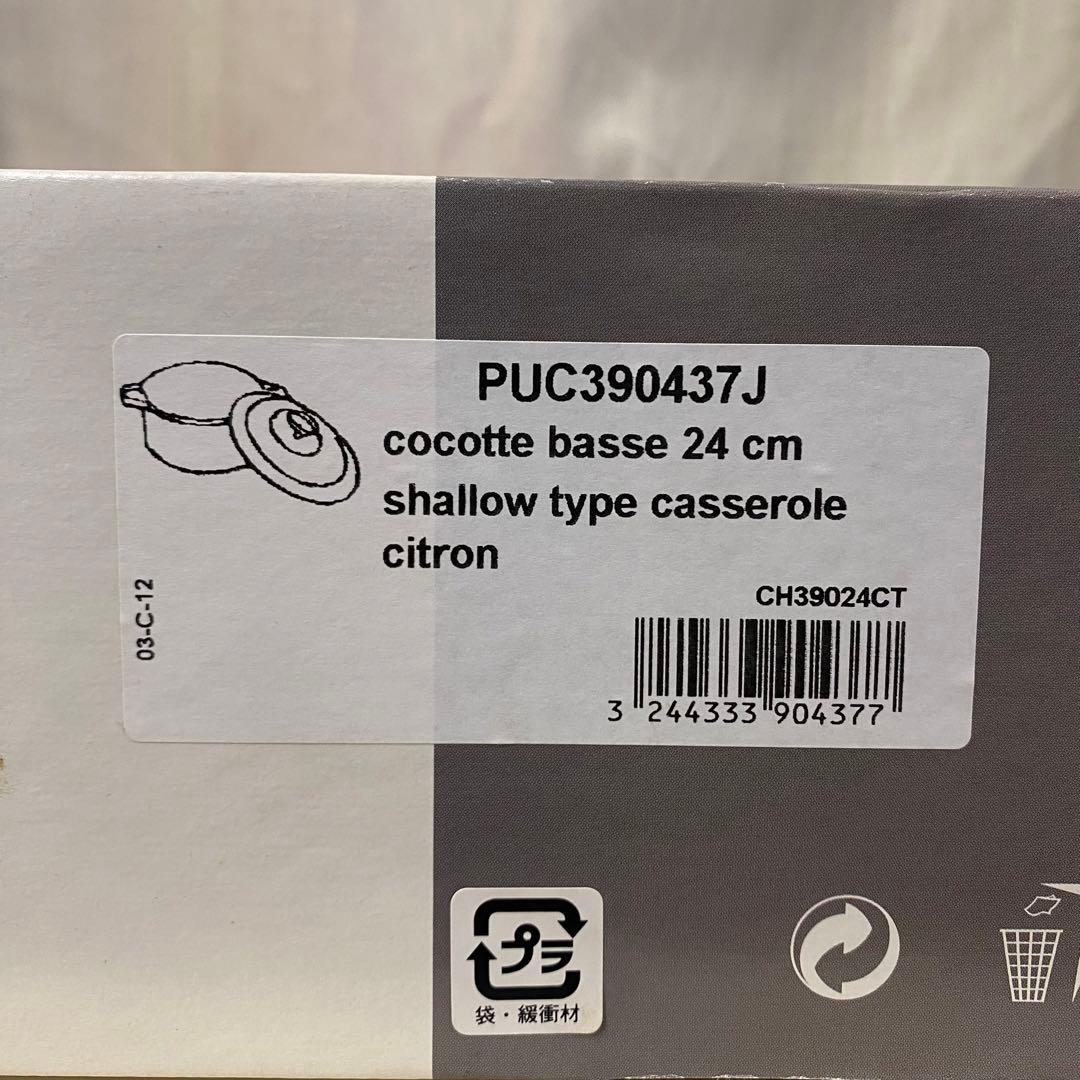 PUC390437J
cocotte basse 24 cm
shallow type casserole
citron
CH39024CT
03-C-12
3 244333 904377
プラ
袋・緩衝材